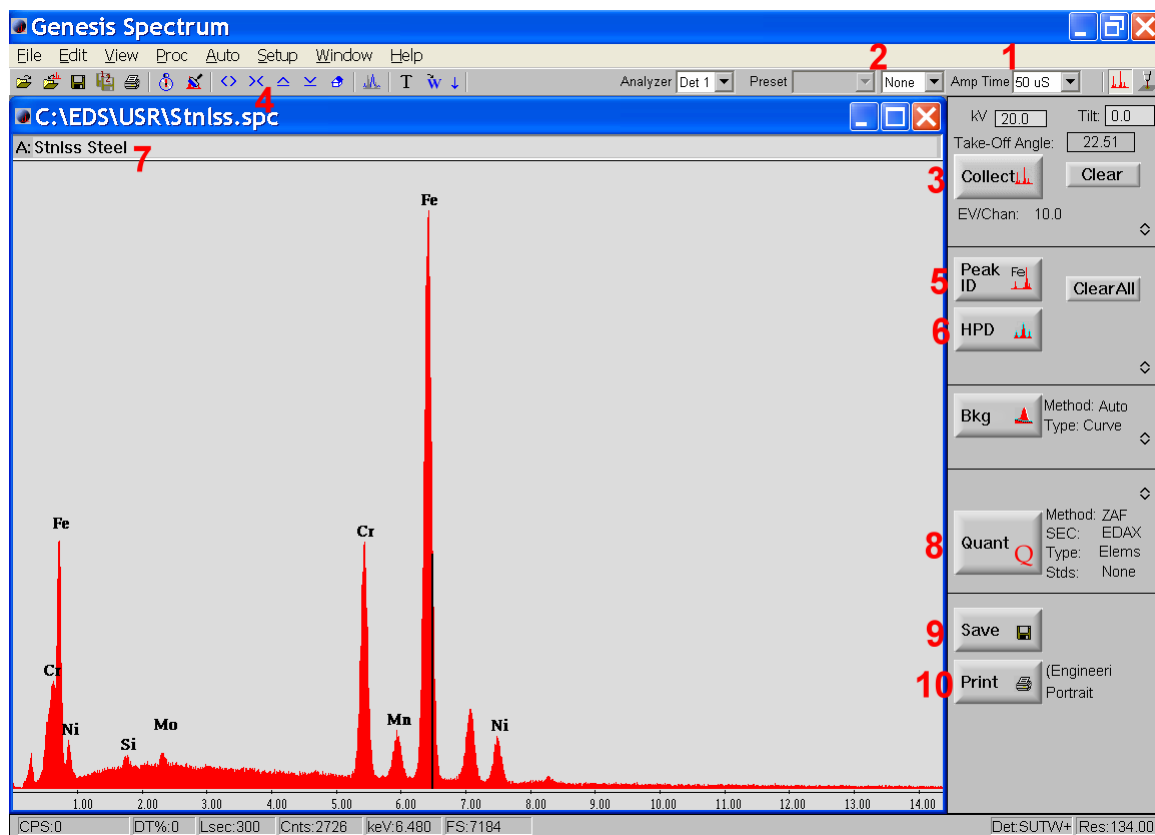 Genesis Spectrum
File Edit View Proc Auto Setup Window Help
1
2
Analyzer Det 1 Preset None Amp Time 50 uS
T W
4
C:\EDS\USR\Stnlss.spc
A: Stnlss Steel
7
kV 20.0 Tilt: 0.0
Take-Off Angle: 22.51
3
Collect Clear
EV/Chan: 10.0
5
Peak ID Fe ClearAll
6
HPD
Bkg Method: Auto
Type: Curve
8
Quant Q
Method: ZAF
SEC: EDAX
Type: Elems
Stds: None
9
Save
10
Print (Engineeri
Portrait
Fe
Fe
Cr
Cr
Ni
Si
Mo
Mn
Ni
1.00 2.00 3.00 4.00 5.00 6.00 7.00 8.00 9.00 10.00 11.00 12.00 13.00 14.00
CPS:0 DT%:0 Lsec:300 Cnts:2726 keV:6.480 FS:7184 Det:SUTW+ Res:134.00